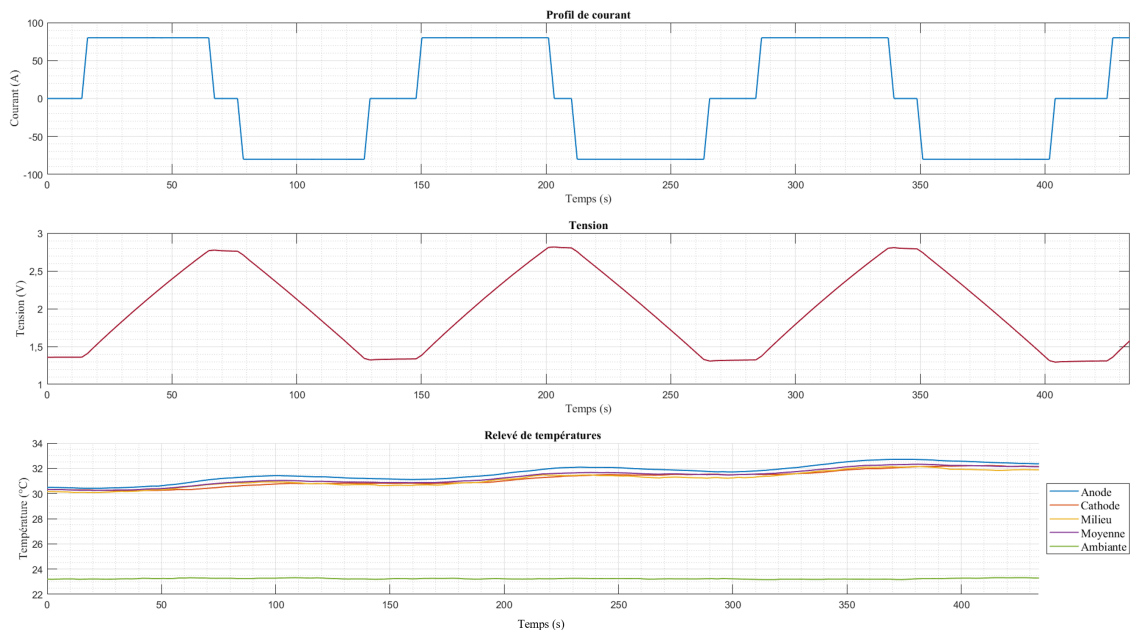 Profil de courant
Courant (A)
100
50
0
-50
-100
0 50 100 150 200 250 300 350 400
Temps (s)
Tension
Tension (V)
3
2,5
2
1,5
1
0 50 100 150 200 250 300 350 400
Temps (s)
Relevé de températures
Température (°C)
34
32
30
28
26
24
22
0 50 100 150 200 250 300 350 400
Temps (s)
Anode
Cathode
Milieu
Moyenne
Ambiante